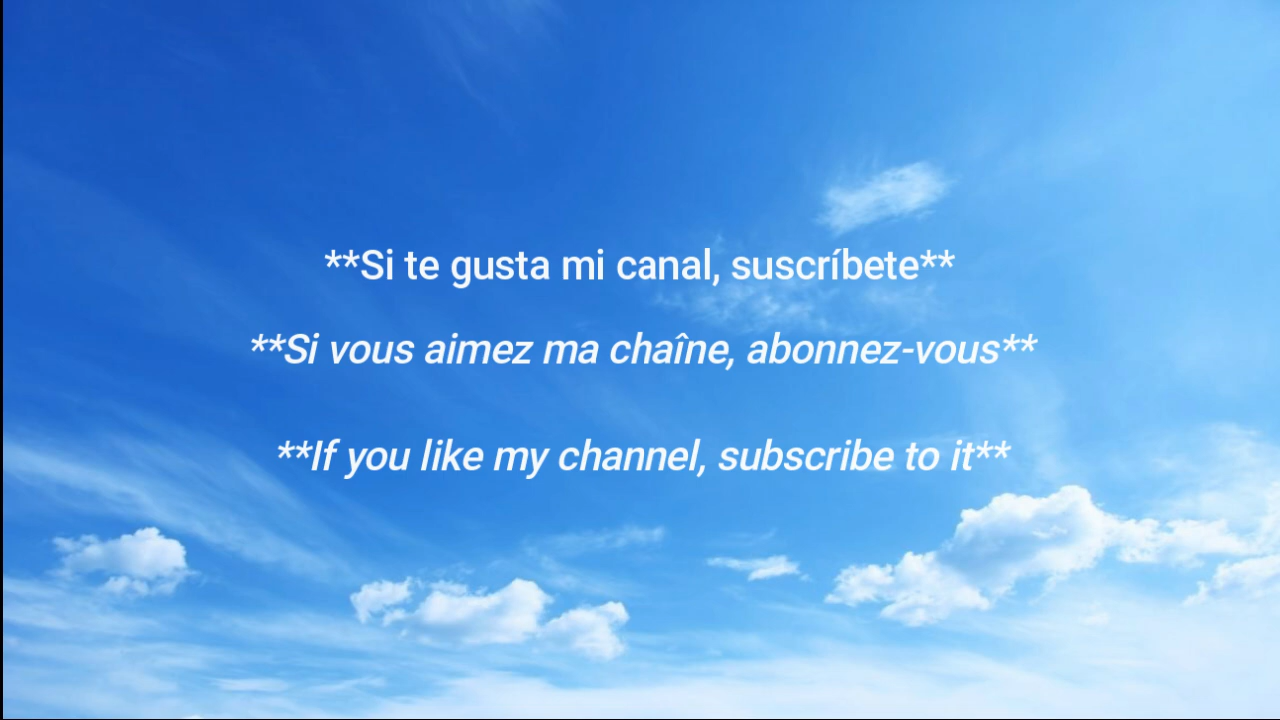 **Si te gusta mi canal, suscríbete**
**Si vous aimez ma chaîne, abonnez-vous**
**If you like my channel, subscribe to it**